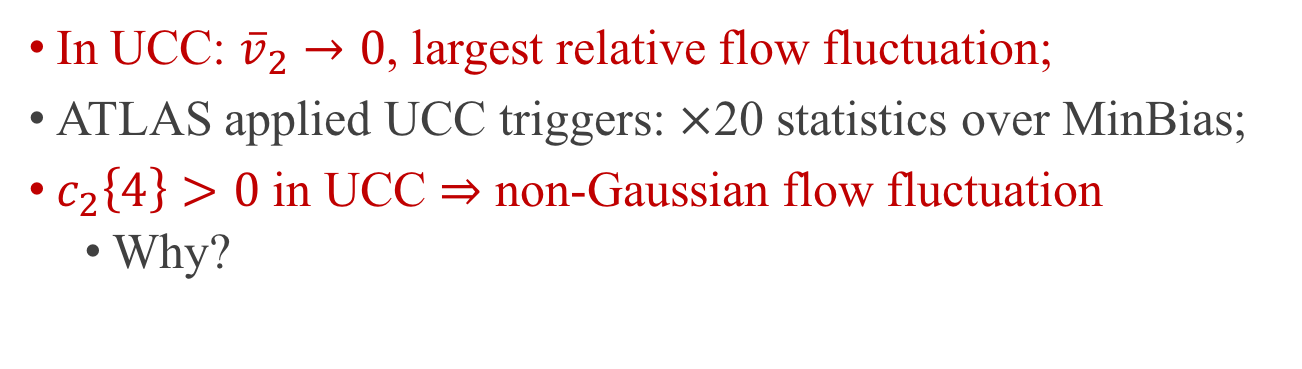 • In UCC: v̄₂ → 0, largest relative flow fluctuation;
• ATLAS applied UCC triggers: ×20 statistics over MinBias;
• c₂{4} > 0 in UCC ⇒ non-Gaussian flow fluctuation
• Why?